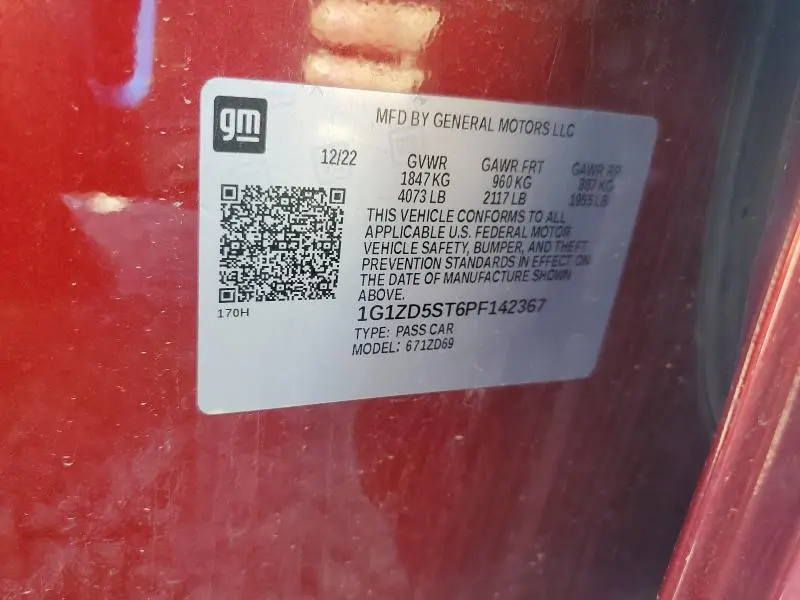 gm
MFD BY GENERAL MOTORS LLC
12/22 GVWR GAWR FRT GAWR RR
1847 KG 960 KG 887 KG
4073 LB 2117 LB 1955 LB
THIS VEHICLE CONFORMS TO ALL
APPLICABLE U.S. FEDERAL MOTOR
VEHICLE SAFETY, BUMPER, AND THEFT
PREVENTION STANDARDS IN EFFECT ON
THE DATE OF MANUFACTURE SHOWN
ABOVE.
170H
1G1ZD5ST6PF142367
TYPE: PASS CAR
MODEL: 671ZD69